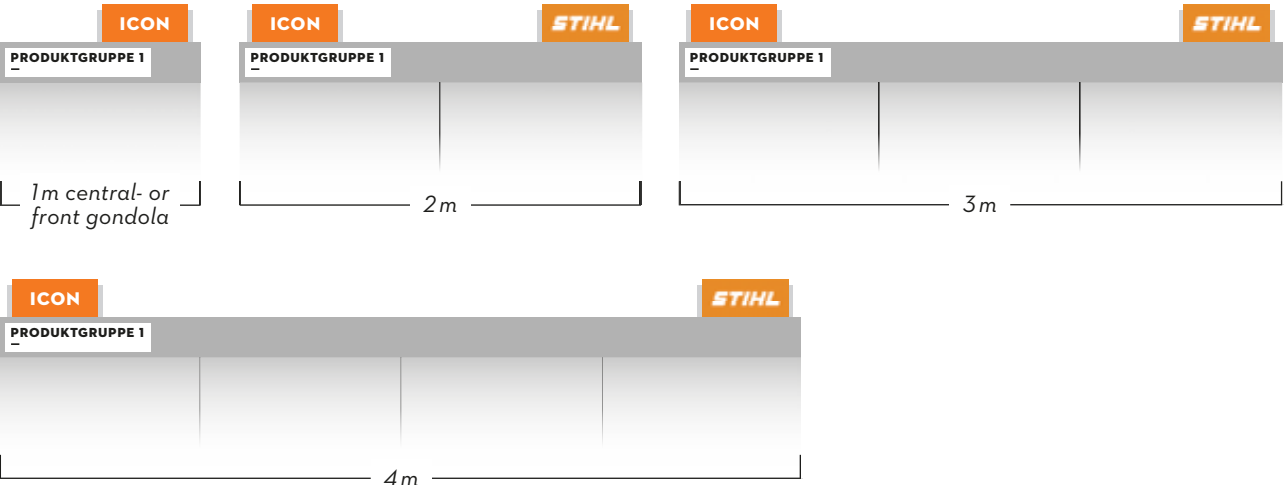 ICON
ICON
STIHL
ICON
STIHL
PRODUKTGRUPPE 1
PRODUKTGRUPPE 1
PRODUKTGRUPPE 1
1m central- or
front gondola
2m
3m
ICON
STIHL
PRODUKTGRUPPE 1
4m